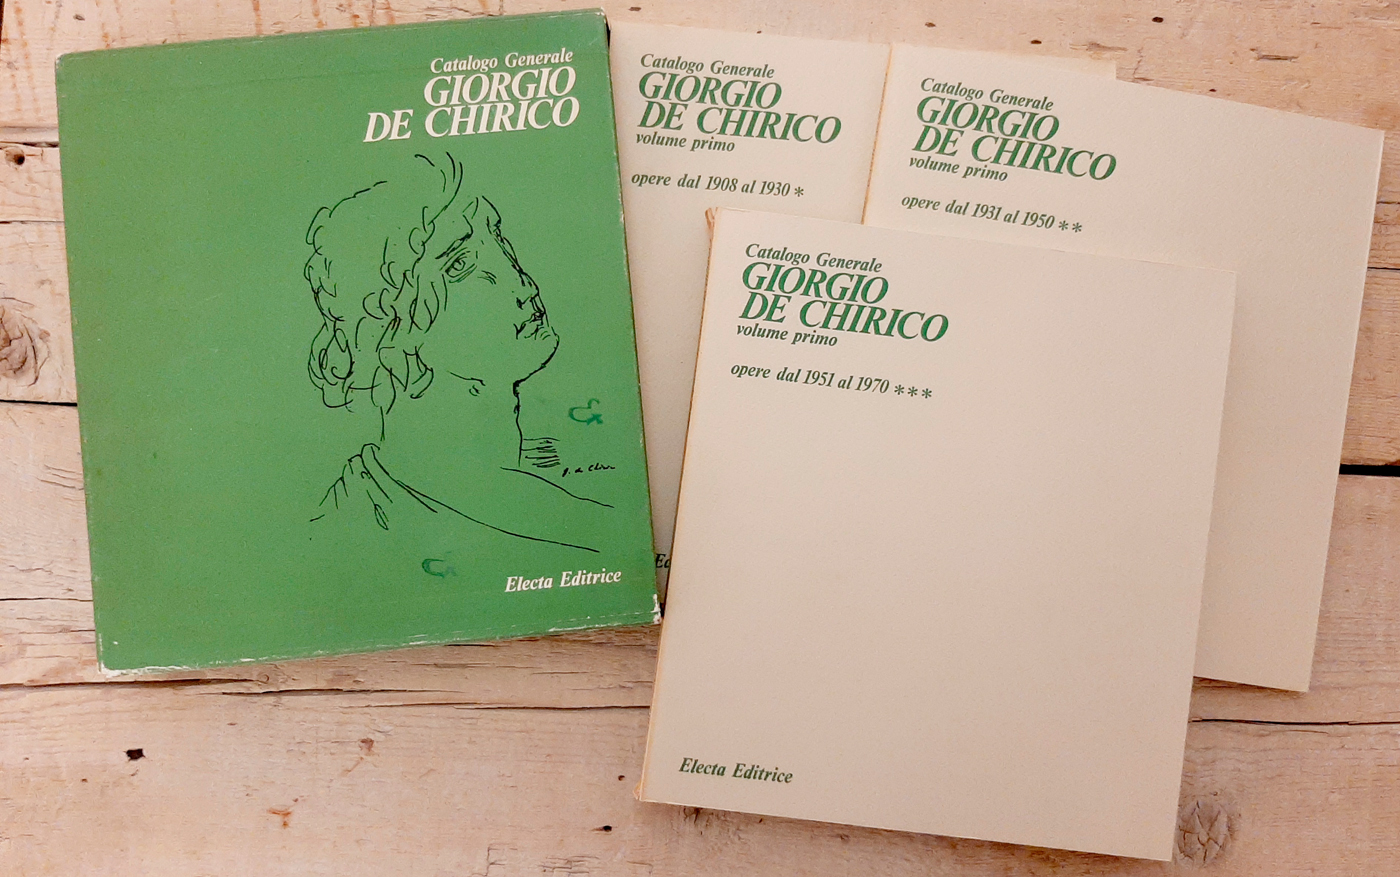 Catalogo Generale
GIORGIO
DE CHIRICO
Electa Editrice
Catalogo Generale
GIORGIO
DE CHIRICO
volume primo
opere dal 1908 al 1930 *
Catalogo Generale
GIORGIO
DE CHIRICO
volume primo
opere dal 1931 al 1950 **
Catalogo Generale
GIORGIO
DE CHIRICO
volume primo
opere dal 1951 al 1970 ***
Electa Editrice